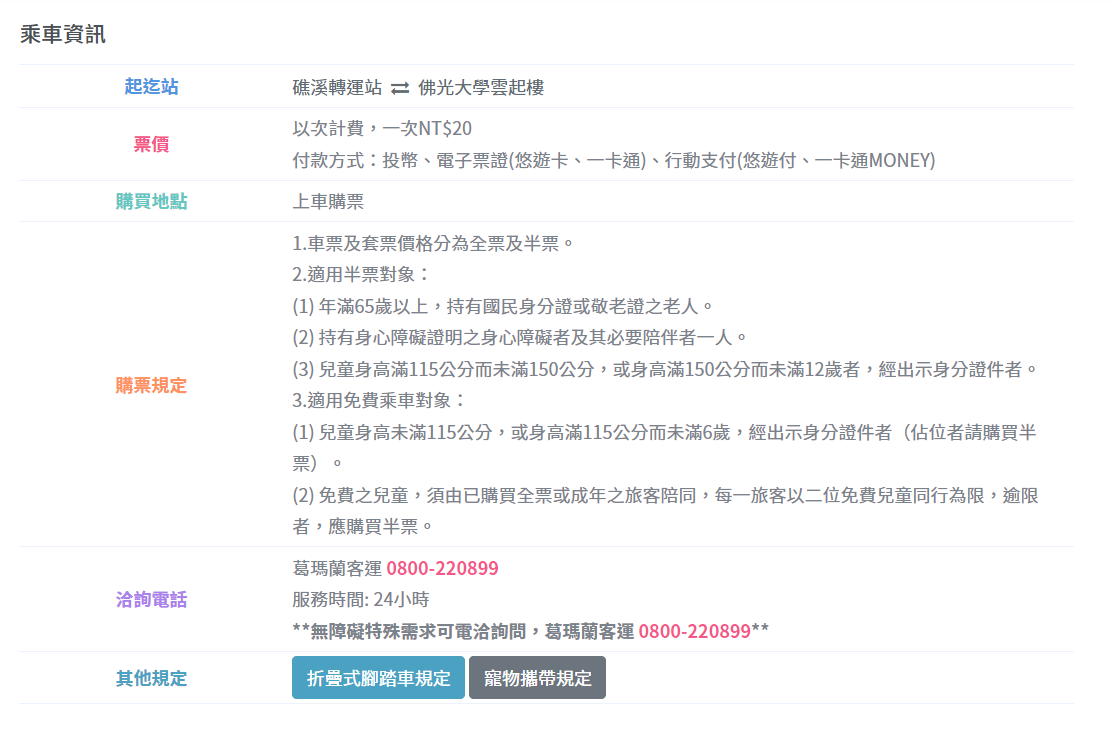 乘車資訊
起迄站
礁溪轉運站 ⇄ 佛光大學雲起樓
票價
以次計費，一次NT$20
付款方式：投幣、電子票證(悠遊卡、一卡通)、行動支付(悠遊付、一卡通MONEY)
購買地點
上車購票
購票規定
1.車票及套票價格分為全票及半票。
2.適用半票對象：
(1) 年滿65歲以上，持有國民身分證或敬老證之老人。
(2) 持有身心障礙證明之身心障礙者及其必要陪伴者一人。
(3) 兒童身高滿115公分而未滿150公分，或身高滿150公分而未滿12歲者，經出示身分證件者。
3.適用免費乘車對象：
(1) 兒童身高未滿115公分，或身高滿115公分而未滿6歲，經出示身分證件者（佔位者請購買半
票）。
(2) 免費之兒童，須由已購買全票或成年之旅客陪同，每一旅客以二位免費兒童同行為限，逾限
者，應購買半票。
洽詢電話
葛瑪蘭客運 0800-220899
服務時間: 24小時
**無障礙特殊需求可電洽詢問，葛瑪蘭客運 0800-220899**
其他規定
折疊式腳踏車規定
寵物攜帶規定